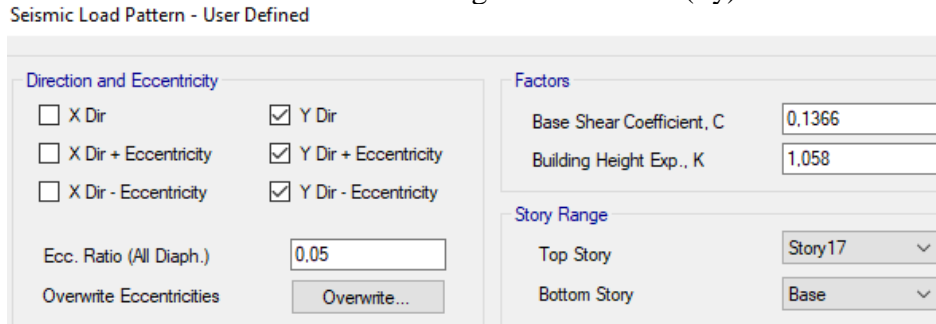 Seismic Load Pattern - User Defined
Direction and Eccentricity
X Dir
Y Dir
X Dir + Eccentricity
Y Dir + Eccentricity
X Dir - Eccentricity
Y Dir - Eccentricity
Ecc. Ratio (All Diaph.)
0,05
Overwrite Eccentricities
Overwrite...
Factors
Base Shear Coefficient, C
0,1366
Building Height Exp., K
1,058
Story Range
Top Story
Story17
Bottom Story
Base